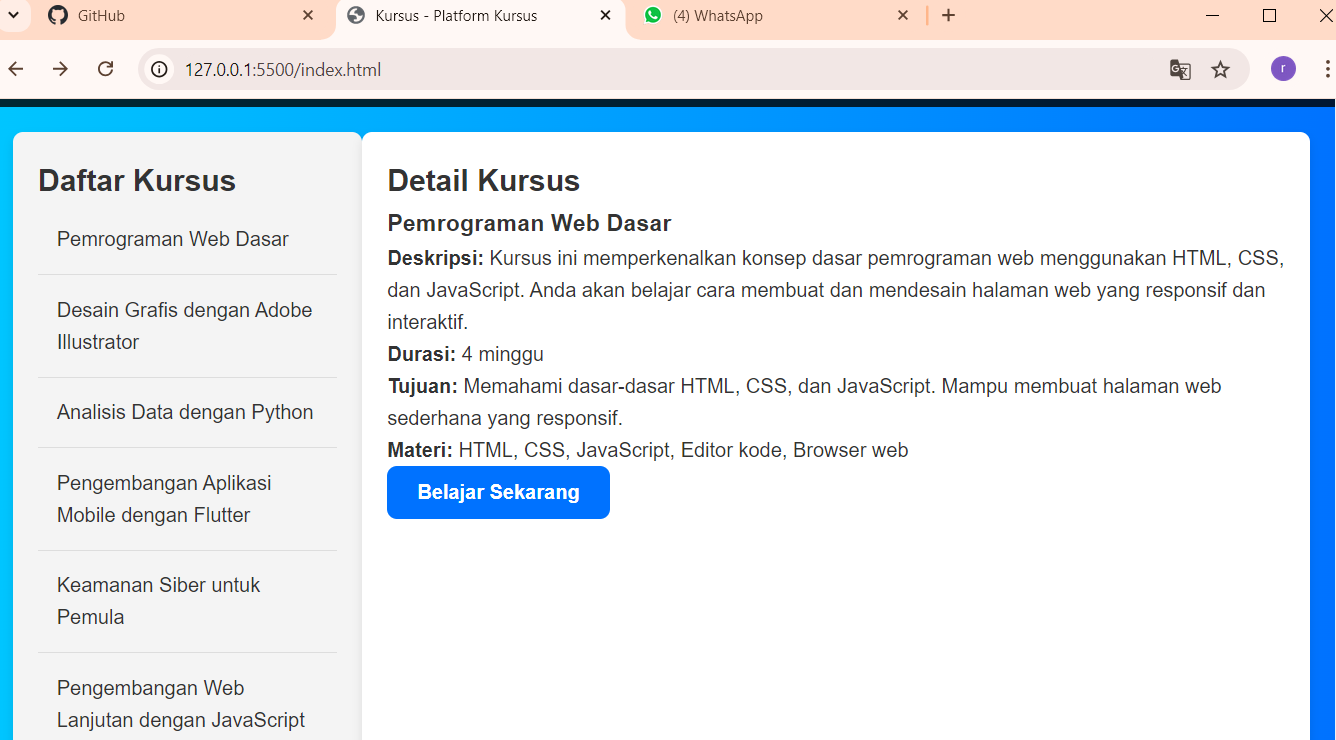 GitHub
Kursus - Platform Kursus
(4) WhatsApp
127.0.0.1:5500/index.html
r
Daftar Kursus
Pemrograman Web Dasar
Desain Grafis dengan Adobe
Illustrator
Analisis Data dengan Python
Pengembangan Aplikasi
Mobile dengan Flutter
Keamanan Siber untuk
Pemula
Pengembangan Web
Lanjutan dengan JavaScript
Detail Kursus
Pemrograman Web Dasar
Deskripsi: Kursus ini memperkenalkan konsep dasar pemrograman web menggunakan HTML, CSS,
dan JavaScript. Anda akan belajar cara membuat dan mendesain halaman web yang responsif dan
interaktif.
Durasi: 4 minggu
Tujuan: Memahami dasar-dasar HTML, CSS, dan JavaScript. Mampu membuat halaman web
sederhana yang responsif.
Materi: HTML, CSS, JavaScript, Editor kode, Browser web
Belajar Sekarang